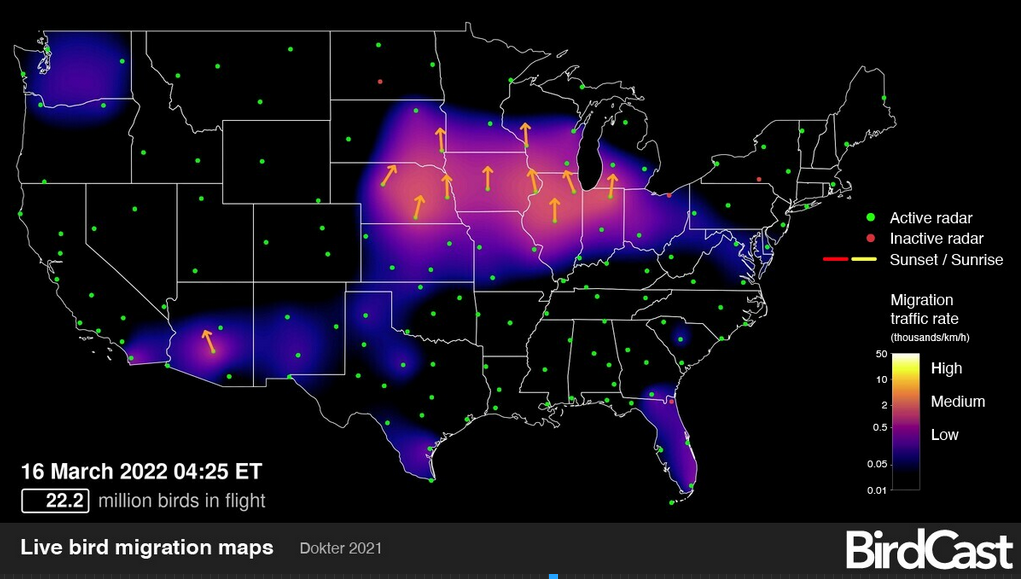 Active radar
Inactive radar
Sunset / Sunrise
Migration
traffic rate
(thousands/km/h)
50
High
10
2
Medium
0.5
Low
0.05
0.01
16 March 2022 04:25 ET
22.2 million birds in flight
Live bird migration maps Dokter 2021
BirdCast